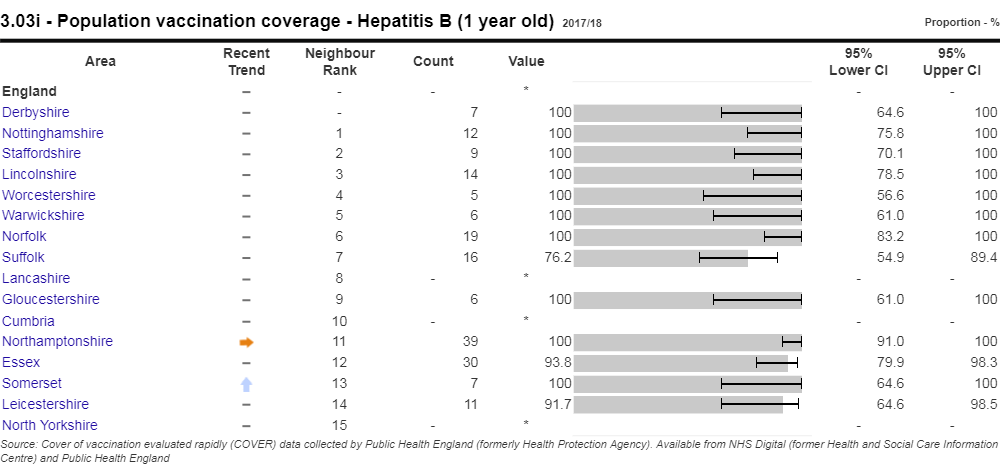 3.03i - Population vaccination coverage - Hepatitis B (1 year old) 2017/18 Proportion - %
Area Recent Trend Neighbour Rank Count Value 95% Lower CI 95% Upper CI
England – - - * - -
Derbyshire – - 7 100 64.6 100
Nottinghamshire – 1 12 100 75.8 100
Staffordshire – 2 9 100 70.1 100
Lincolnshire – 3 14 100 78.5 100
Worcestershire – 4 5 100 56.6 100
Warwickshire – 5 6 100 61.0 100
Norfolk – 6 19 100 83.2 100
Suffolk – 7 16 76.2 54.9 89.4
Lancashire – 8 - * - -
Gloucestershire – 9 6 100 61.0 100
Cumbria – 10 - * - -
Northamptonshire 11 39 100 91.0 100
Essex – 12 30 93.8 79.9 98.3
Somerset 13 7 100 64.6 100
Leicestershire – 14 11 91.7 64.6 98.5
North Yorkshire – 15 - * - -
Source: Cover of vaccination evaluated rapidly (COVER) data collected by Public Health England (formerly Health Protection Agency). Available from NHS Digital (former Health and Social Care Information
Centre) and Public Health England